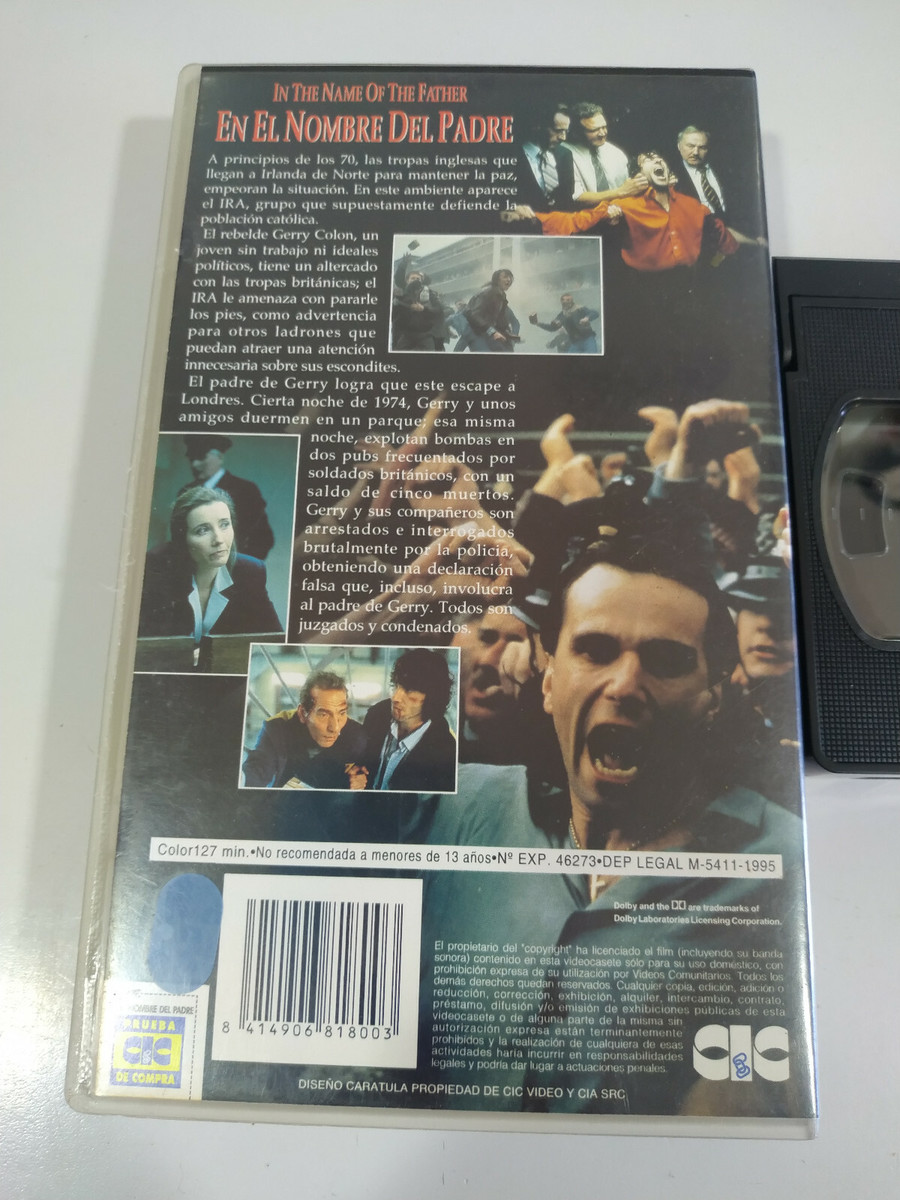 IN THE NAME OF THE FATHER
EN EL NOMBRE DEL PADRE
A principios de los 70, las tropas inglesas que
llegan a Irlanda de Norte para mantener la paz,
empeoran la situación. En este ambiente aparece
el IRA, grupo que supuestamente defiende la
población católica.
El rebelde Gerry Colon, un
joven sin trabajo ni ideales
políticos, tiene un altercado
con las tropas británicas; el
IRA le amenaza con pararle
los pies, como advertencia
para otros ladrones que
puedan atraer una atención
innecesaria sobre sus escondites.
El padre de Gerry logra que este escape a
Londres. Cierta noche de 1974, Gerry y unos
amigos duermen en un parque; esa misma
noche, explotan bombas en
dos pubs frecuentados por
soldados británicos, con un
saldo de cinco muertos.
Gerry y sus compañeros son
arrestados e interrogados
brutalmente por la policía,
obteniendo una declaración
falsa que, incluso, involucra
al padre de Gerry. Todos son
juzgados y condenados.
Color127 min.•No recomendada a menores de 13 años•Nº EXP. 46273•DEP LEGAL M-5411-1995
Dolby and the DD are trademarks of
Dolby Laboratories Licensing Corporation.
El propietario del "copyright" ha licenciado el film (incluyendo su banda
sonora) contenido en esta videocasete sólo para su uso doméstico, con
prohibición expresa de su utilización por Videos Comunitarios. Todos los
demás derechos quedan reservados. Cualquier copia, edición, adición o
reducción, corrección, exhibición, alquiler, intercambio, contrato,
préstamo, difusión y/o emisión de exhibiciones públicas de esta
videocasete o de alguna parte de la misma sin
autorización expresa están terminantemente
prohibidos y la realización de cualquiera de esas
actividades haría incurrir en responsabilidades
legales y podría dar lugar a actuaciones penales.
CIC
8 414906 818003
NOMBRE DEL PADRE
PRUEBA
CIC
DE COMPRA
DISEÑO CARATULA PROPIEDAD DE CIC VIDEO Y CIA SRC